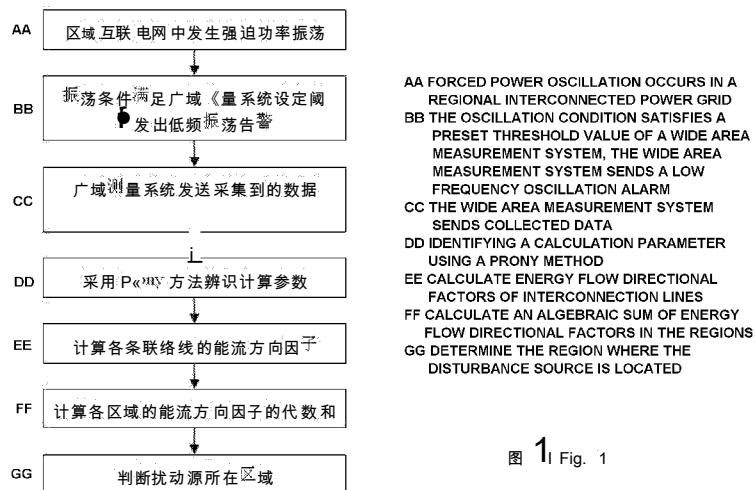 AA 区域互联电网中发生强迫功率振荡
BB 振荡条件满足广域《量系统设定阈
发出低频振荡告警
CC 广域测量系统发送采集到的数据
DD 采用 P«ony 方法辨识计算参数
EE 计算各条联络线的能流方向因子
FF 计算各区域的能流方向因子的代数和
GG 判断扰动源所在区域
AA FORCED POWER OSCILLATION OCCURS IN A
REGIONAL INTERCONNECTED POWER GRID
BB THE OSCILLATION CONDITION SATISFIES A
PRESET THRESHOLD VALUE OF A WIDE AREA
MEASUREMENT SYSTEM, THE WIDE AREA
MEASUREMENT SYSTEM SENDS A LOW
FREQUENCY OSCILLATION ALARM
CC THE WIDE AREA MEASUREMENT SYSTEM
SENDS COLLECTED DATA
DD IDENTIFYING A CALCULATION PARAMETER
USING A PRONY METHOD
EE CALCULATE ENERGY FLOW DIRECTIONAL
FACTORS OF INTERCONNECTION LINES
FF CALCULATE AN ALGEBRAIC SUM OF ENERGY
FLOW DIRECTIONAL FACTORS IN THE REGIONS
GG DETERMINE THE REGION WHERE THE
DISTURBANCE SOURCE IS LOCATED
图 1 Fig. 1